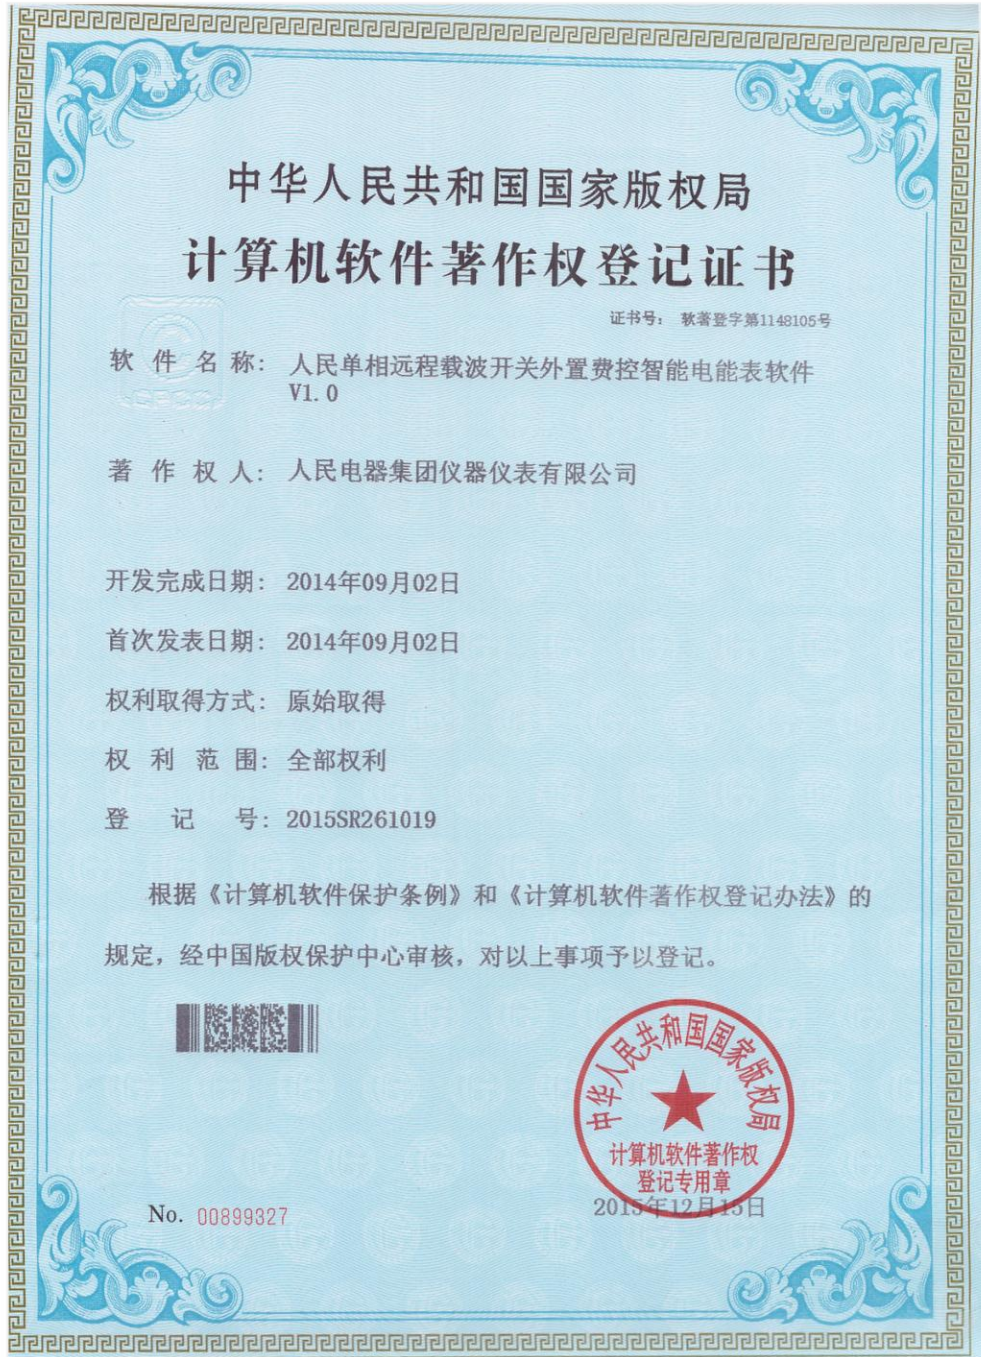 中华人民共和国国家版权局
计算机软件著作权登记证书
证书号： 软著登字第1148105号
软件名称： 人民单相远程载波开关外置费控智能电能表软件
V1.0
著作权人： 人民电器集团仪器仪表有限公司
开发完成日期： 2014年09月02日
首次发表日期： 2014年09月02日
权利取得方式： 原始取得
权利范围： 全部权利
登记号： 2015SR261019
根据《计算机软件保护条例》和《计算机软件著作权登记办法》的
规定，经中国版权保护中心审核，对以上事项予以登记。
中华人民共和国国家版权局
计算机软件著作权
登记专用章
2015年12月15日
No. 00899327